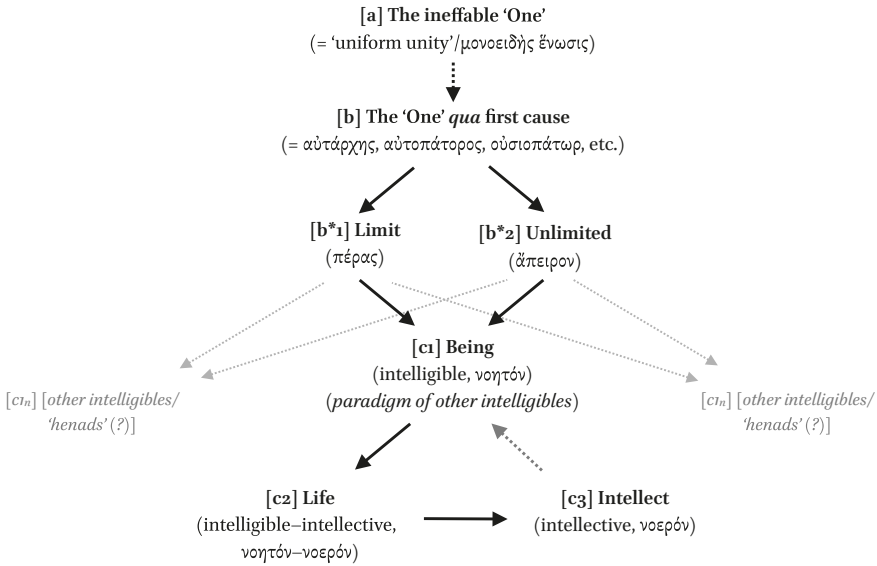 [a] The ineffable ‘One’
(= ‘uniform unity’/μονοειδὴς ἕνωσις)
[b] The ‘One’ qua first cause
(= αὐτάρχης, αὐτοπάτορος, οὐσιοπάτωρ, etc.)
[b*1] Limit
(πέρας)
[b*2] Unlimited
(ἄπειρον)
[c1] Being
(intelligible, νοητόν)
(paradigm of other intelligibles)
[c1n] [other intelligibles/
‘henads’ (?)]
[c1n] [other intelligibles/
‘henads’ (?)]
[c2] Life
(intelligible–intellective,
νοητόν–νοερόν)
[c3] Intellect
(intellective, νοερόν)